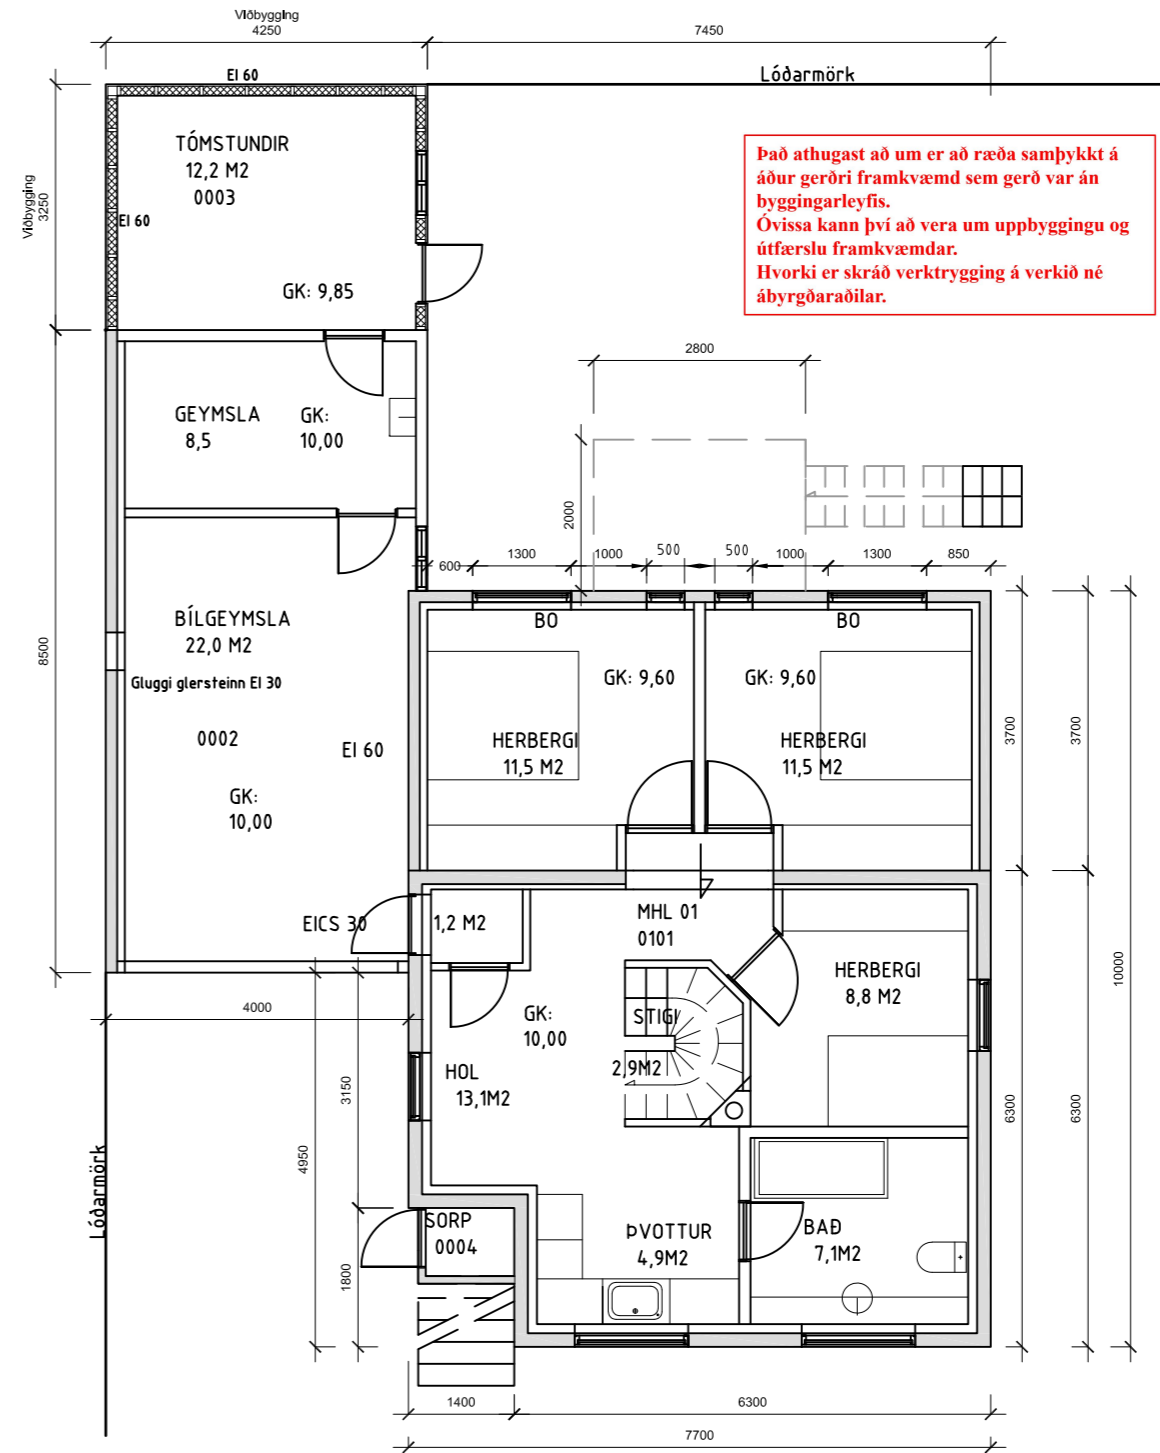 Viðbygging
4250
7450
EI 60
Lóðarmörk
TÓMSTUNDIR
12,2 M2
0003
Viðbygging
3250
EI 60
GK: 9,85
Það athugast að um er að ræða samþykkt á
áður gerðri framkvæmd sem gerð var án
byggingarleyfis.
Óvissa kann því að vera um uppbyggingu og
útfærslu framkvæmdar.
Hvorki er skráð verktrygging á verkið né
ábyrgðaraðilar.
2800
GEYMSLA
8,5
GK:
10,00
2000
600
1300
1000
500
500
1000
1300
850
BÍLGEYMSLA
22,0 M2
Gluggi glersteinn EI 30
0002
EI 60
GK:
10,00
8500
BO
BO
GK: 9,60
GK: 9,60
HERBERGI
11,5 M2
HERBERGI
11,5 M2
3700
3700
10000
EICS 30
1,2 M2
MHL 01
0101
HERBERGI
8,8 M2
4000
GK:
10,00
STIGI
2,9M2
HOL
13,1M2
3150
4950
6300
6300
Lóðarmörk
SORP
0004
ÞVOTTUR
4,9M2
BAÐ
7,1M2
1800
1400
6300
7700